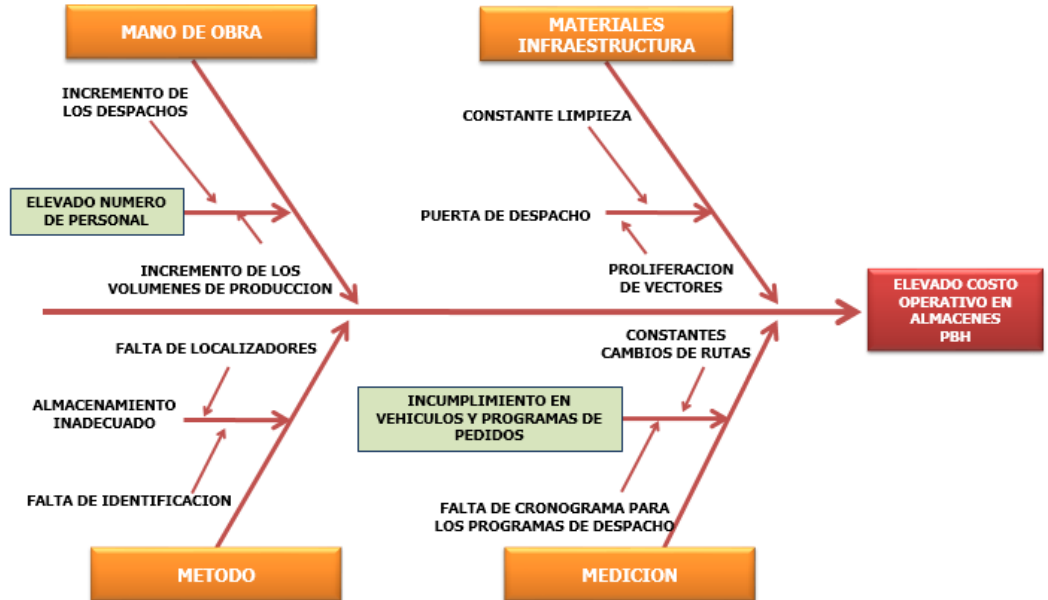 MANO DE OBRA
MATERIALES
INFRAESTRUCTURA
INCREMENTO DE
LOS DESPACHOS
CONSTANTE LIMPIEZA
ELEVADO NUMERO
DE PERSONAL
PUERTA DE DESPACHO
INCREMENTO DE LOS
VOLUMENES DE PRODUCCION
PROLIFERACION
DE VECTORES
ELEVADO COSTO
OPERATIVO EN
ALMACENES
PBH
FALTA DE LOCALIZADORES
CONSTANTES
CAMBIOS DE RUTAS
ALMACENAMIENTO
INADECUADO
INCUMPLIMIENTO EN
VEHICULOS Y PROGRAMAS DE
PEDIDOS
FALTA DE IDENTIFICACION
FALTA DE CRONOGRAMA PARA
LOS PROGRAMAS DE DESPACHO
METODO
MEDICION